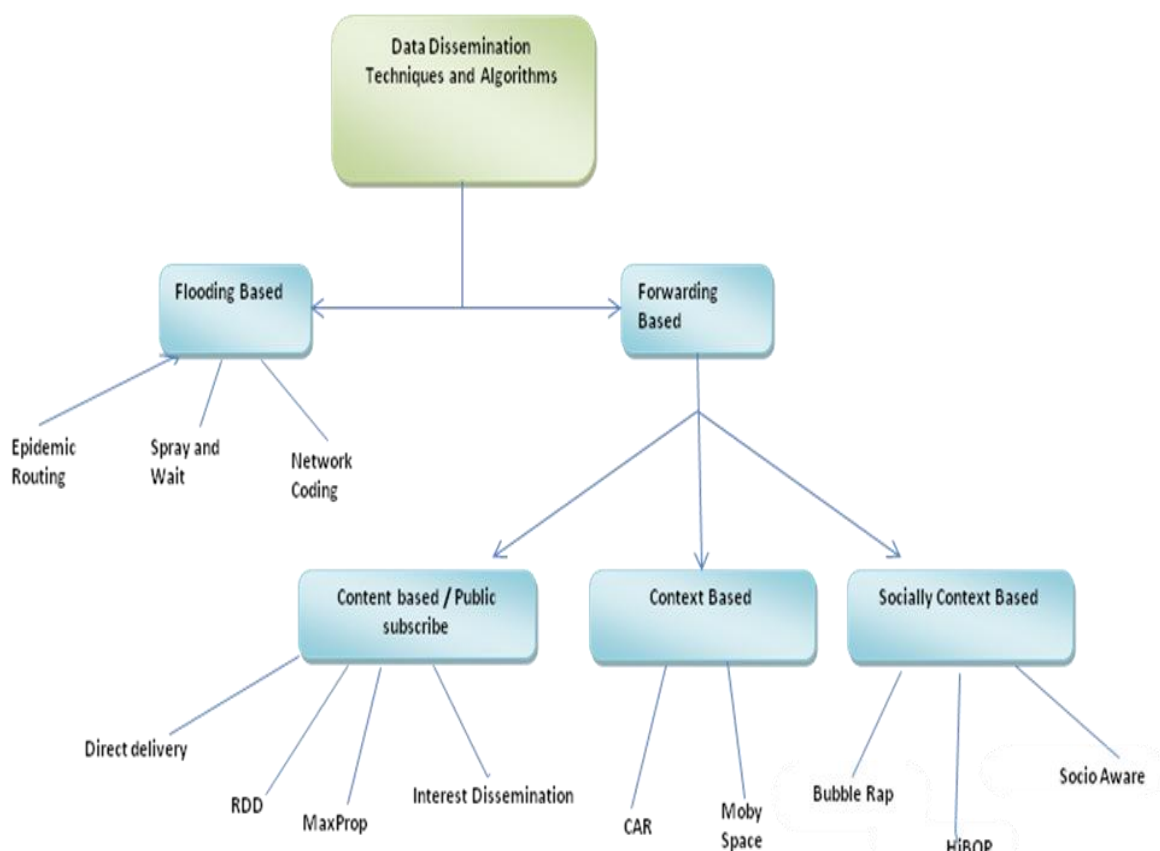 Data Dissemination
Techniques and Algorithms
Flooding Based
Forwarding
Based
Epidemic
Routing
Spray and
Wait
Network
Coding
Content based / Public
subscribe
Context Based
Socially Context Based
Direct delivery
RDD
MaxProp
Interest Dissemination
CAR
Moby
Space
Bubble Rap
HiBOP
Socio Aware